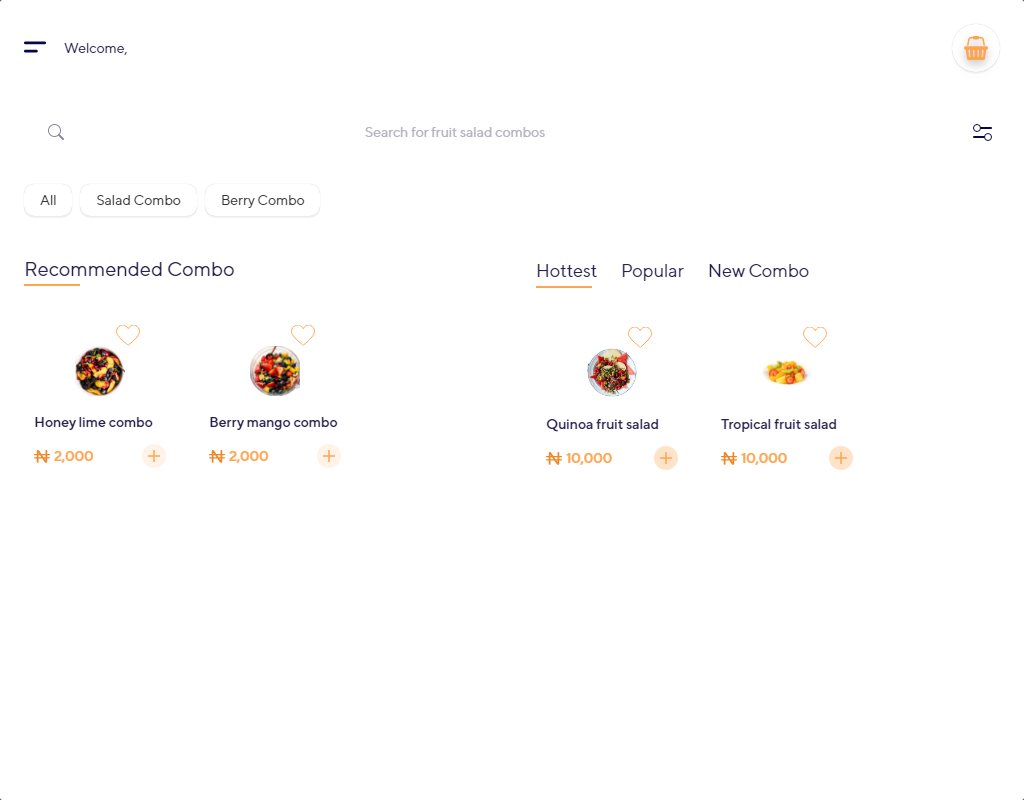 Welcome,
Search for fruit salad combos
All
Salad Combo
Berry Combo
Recommended Combo
Honey lime combo
₦ 2,000
Berry mango combo
₦ 2,000
Hottest
Popular
New Combo
Quinoa fruit salad
₦ 10,000
Tropical fruit salad
₦ 10,000